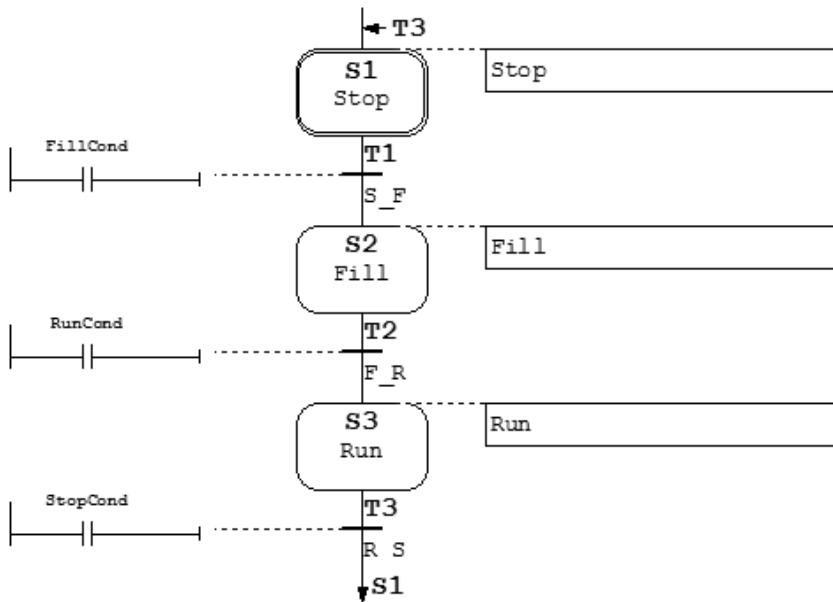 T3
S1
Stop
Stop
FillCond
T1
S_F
S2
Fill
Fill
RunCond
T2
F_R
S3
Run
Run
StopCond
T3
R S
S1